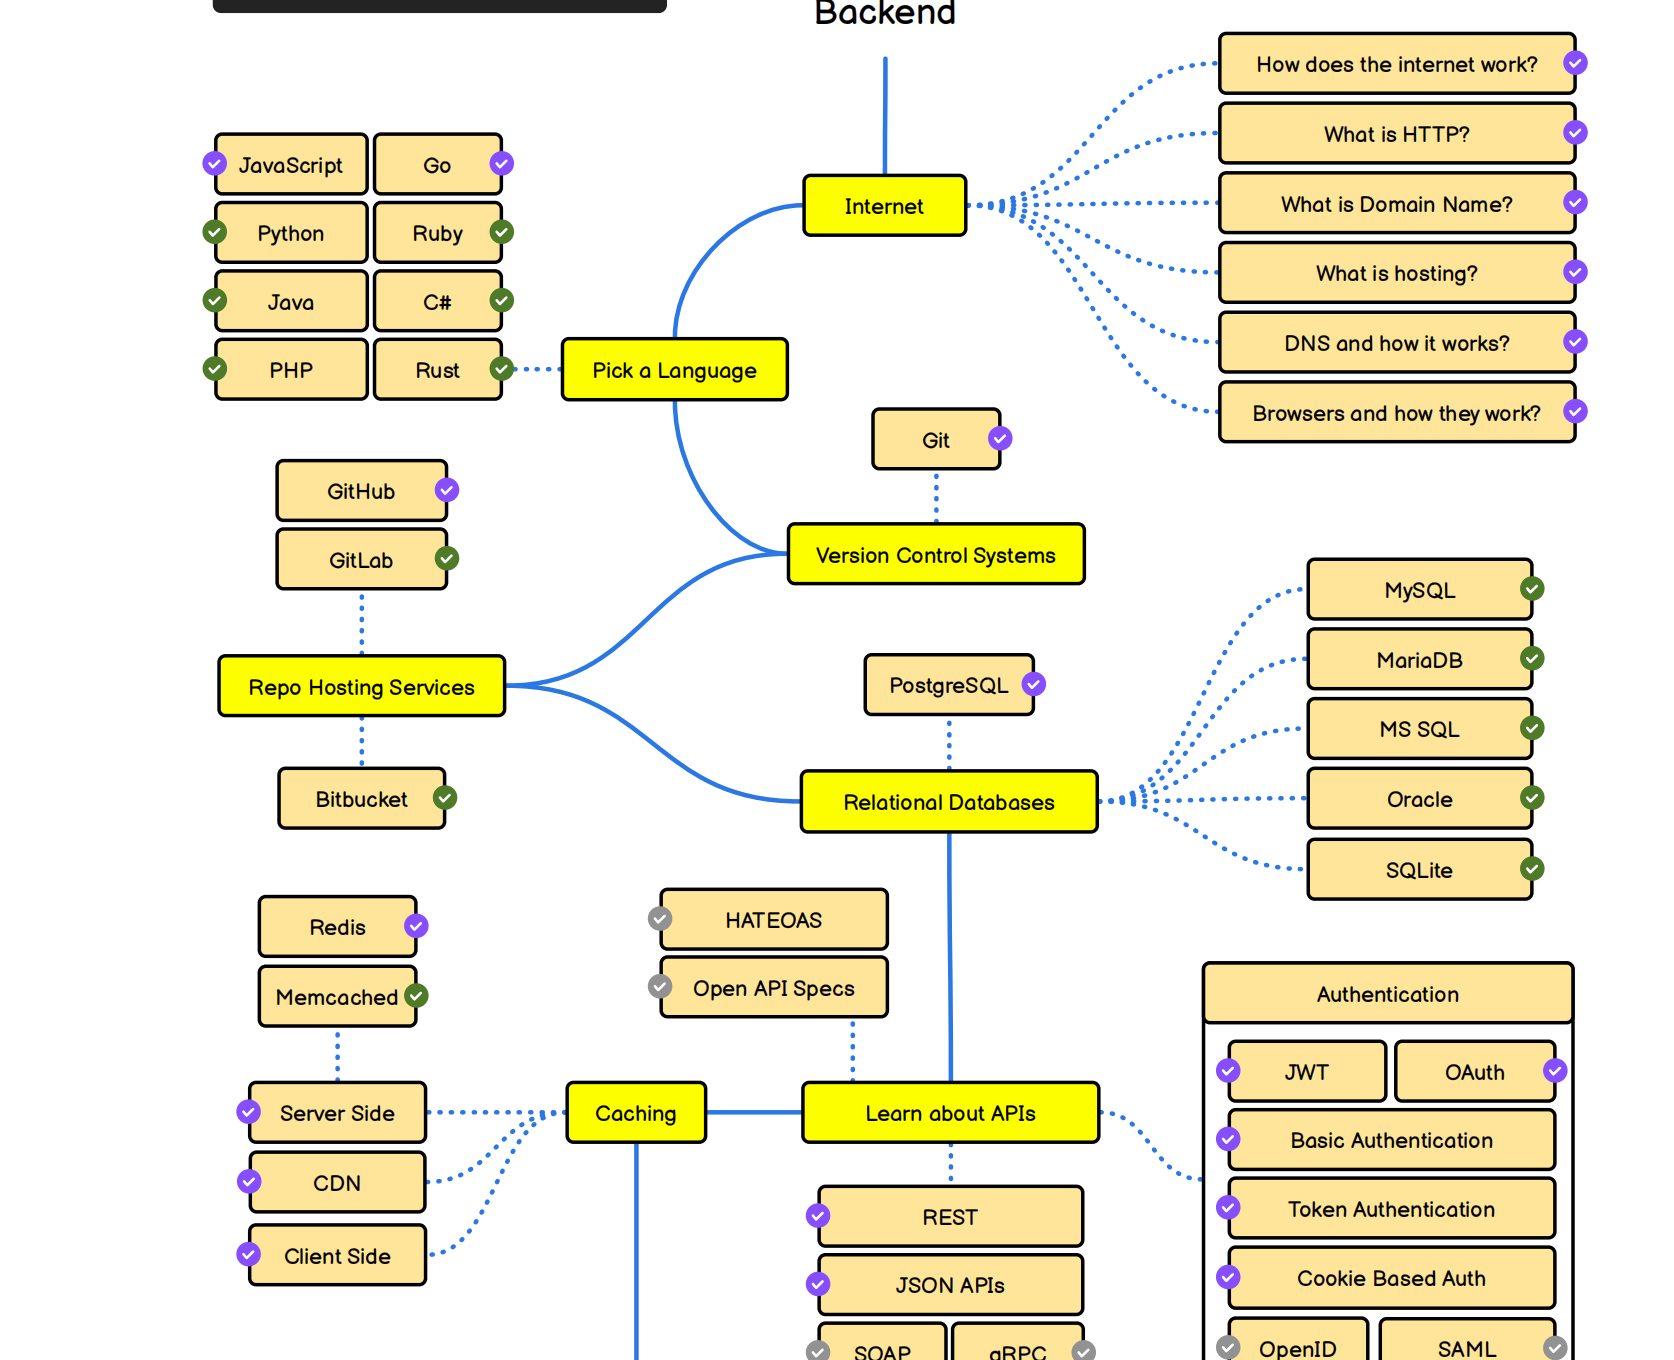 Backend
How does the internet work?
What is HTTP?
What is Domain Name?
What is hosting?
DNS and how it works?
Browsers and how they work?
Internet
JavaScript
Go
Python
Ruby
Java
C#
PHP
Rust
Pick a Language
Git
Version Control Systems
GitHub
GitLab
Repo Hosting Services
Bitbucket
PostgreSQL
Relational Databases
MySQL
MariaDB
MS SQL
Oracle
SQLite
HATEOAS
Open API Specs
Learn about APIs
Caching
Redis
Memcached
Server Side
CDN
Client Side
REST
JSON APIs
SOAP
gRPC
Authentication
JWT
OAuth
Basic Authentication
Token Authentication
Cookie Based Auth
OpenID
SAML